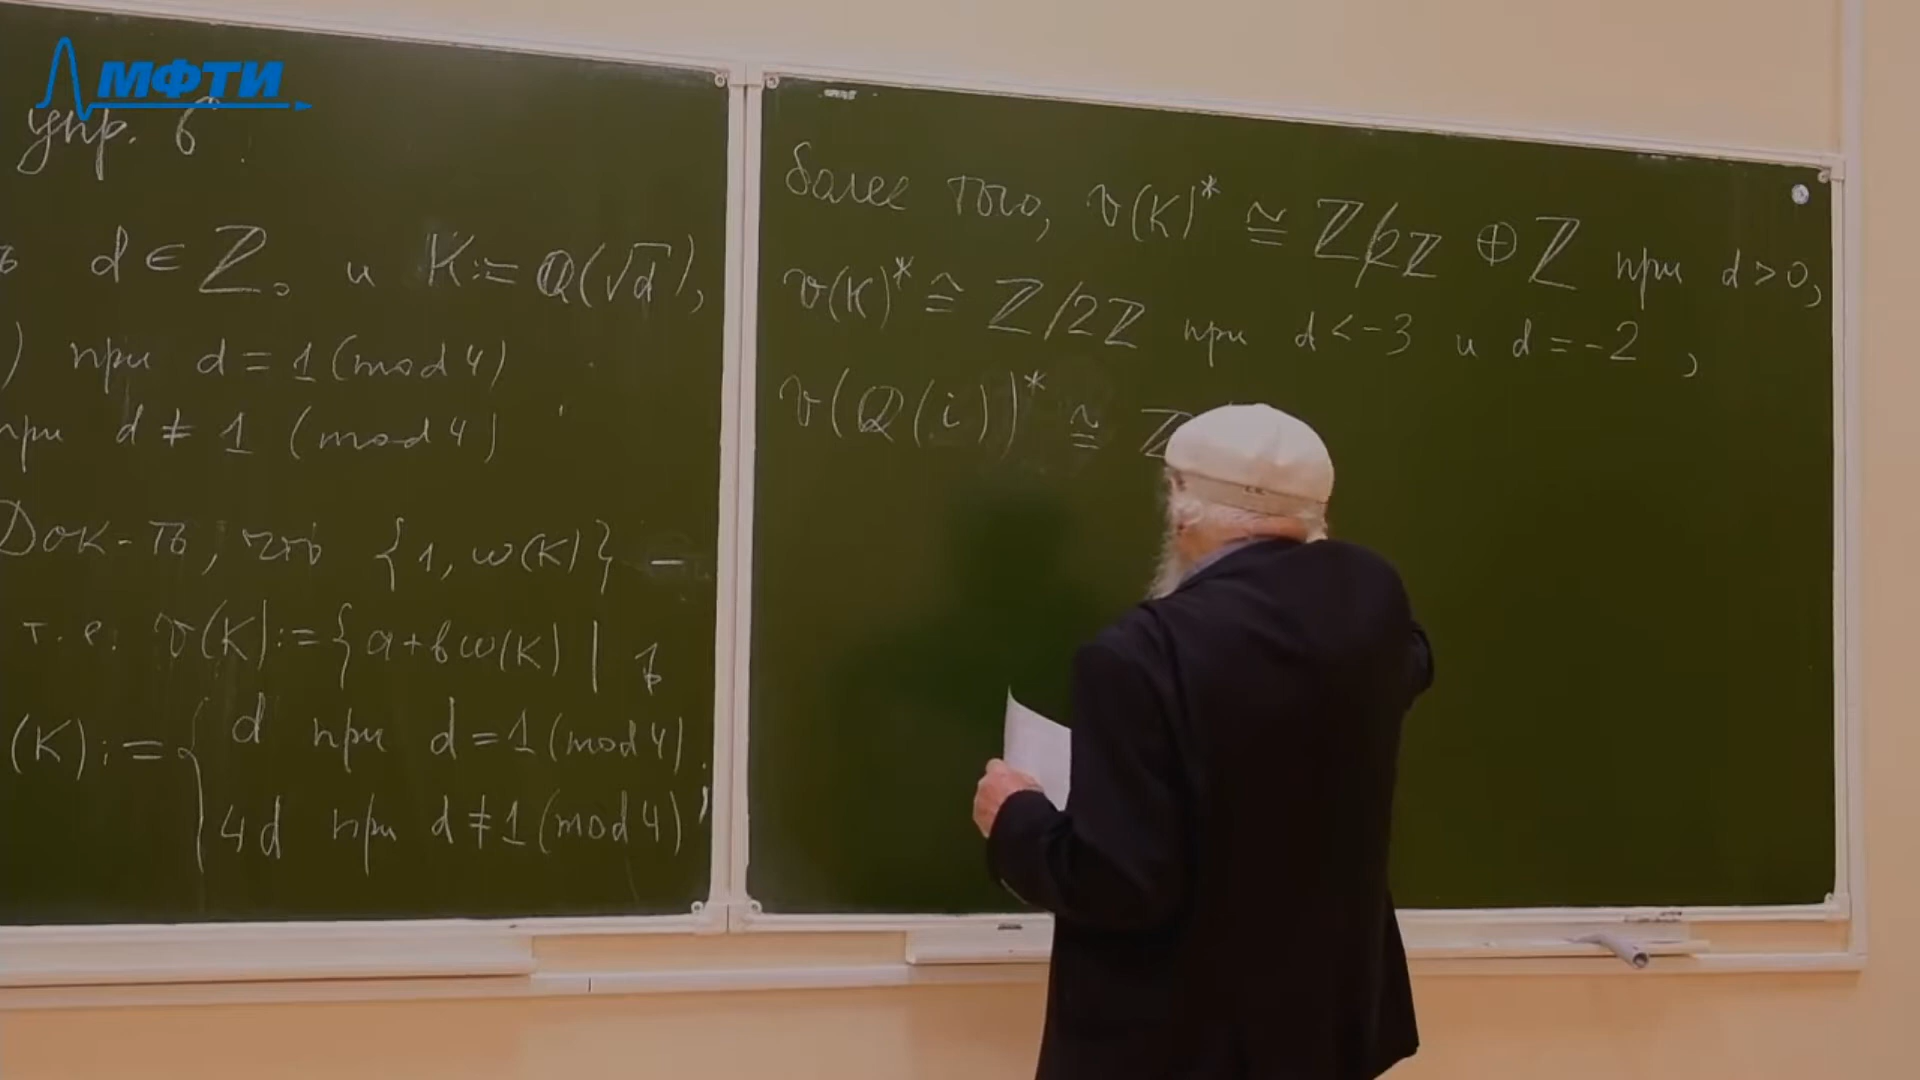 МФТИ
упр. 6
d ∈ ℤ₀ и K := ℚ(√d),
) при d = 1 (mod 4)
при d ≠ 1 (mod 4)
Док-ть, что {1, ω(K)} –
т.е. v(K) := {a + bω(K) |
(K) := { d при d = 1 (mod 4)
4d при d ≠ 1 (mod 4)
более того, v(K)* ≅ ℤ/2ℤ ⊕ ℤ при d > 0,
v(K)* ≅ ℤ/2ℤ при d < -3 и d = -2,
v(ℚ(i))* ≅ ℤ